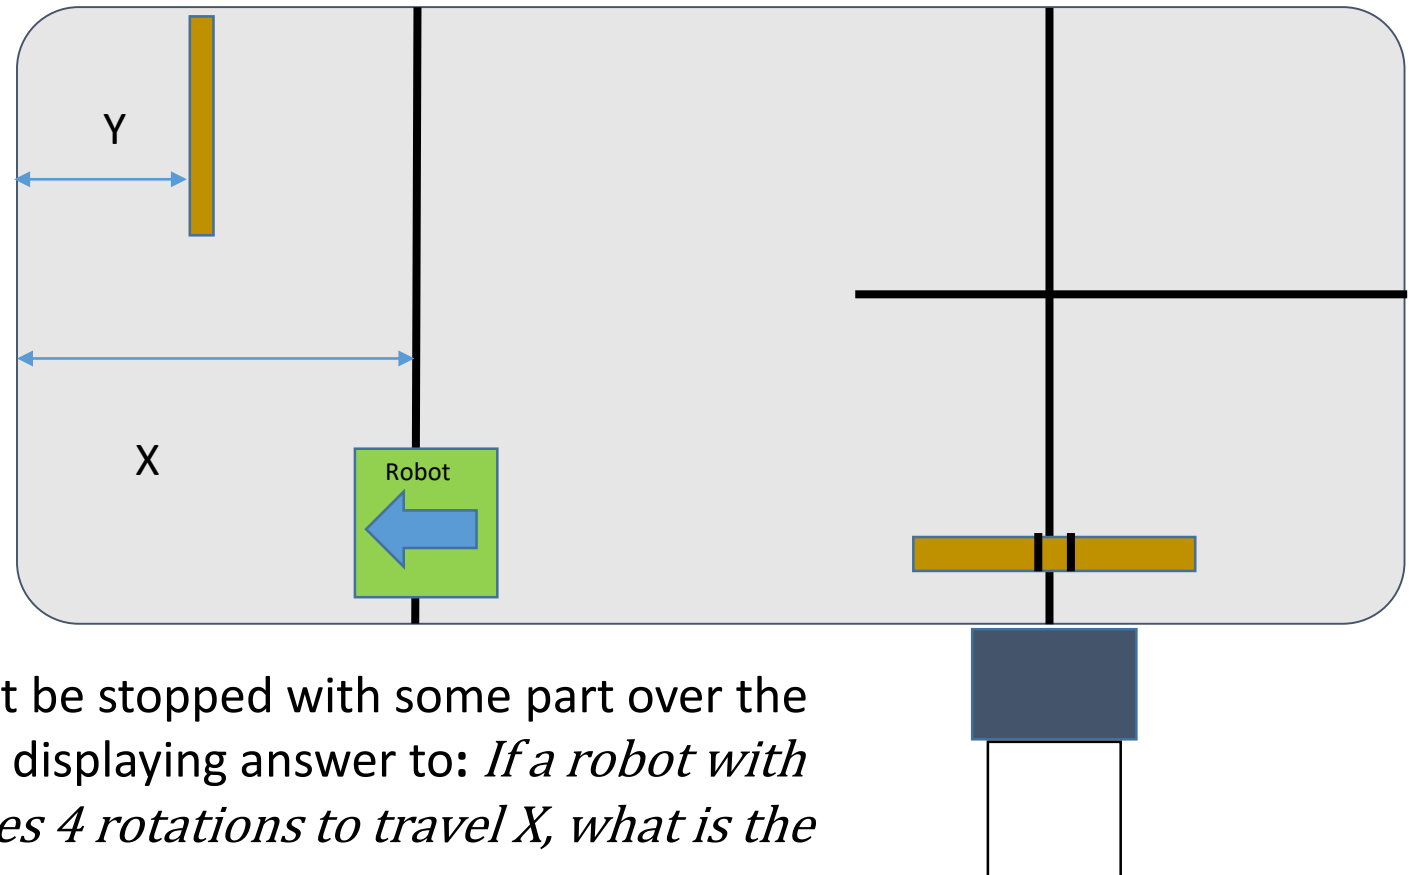 Y
X
Robot
t be stopped with some part over the
displaying answer to: If a robot with
es 4 rotations to travel X, what is the